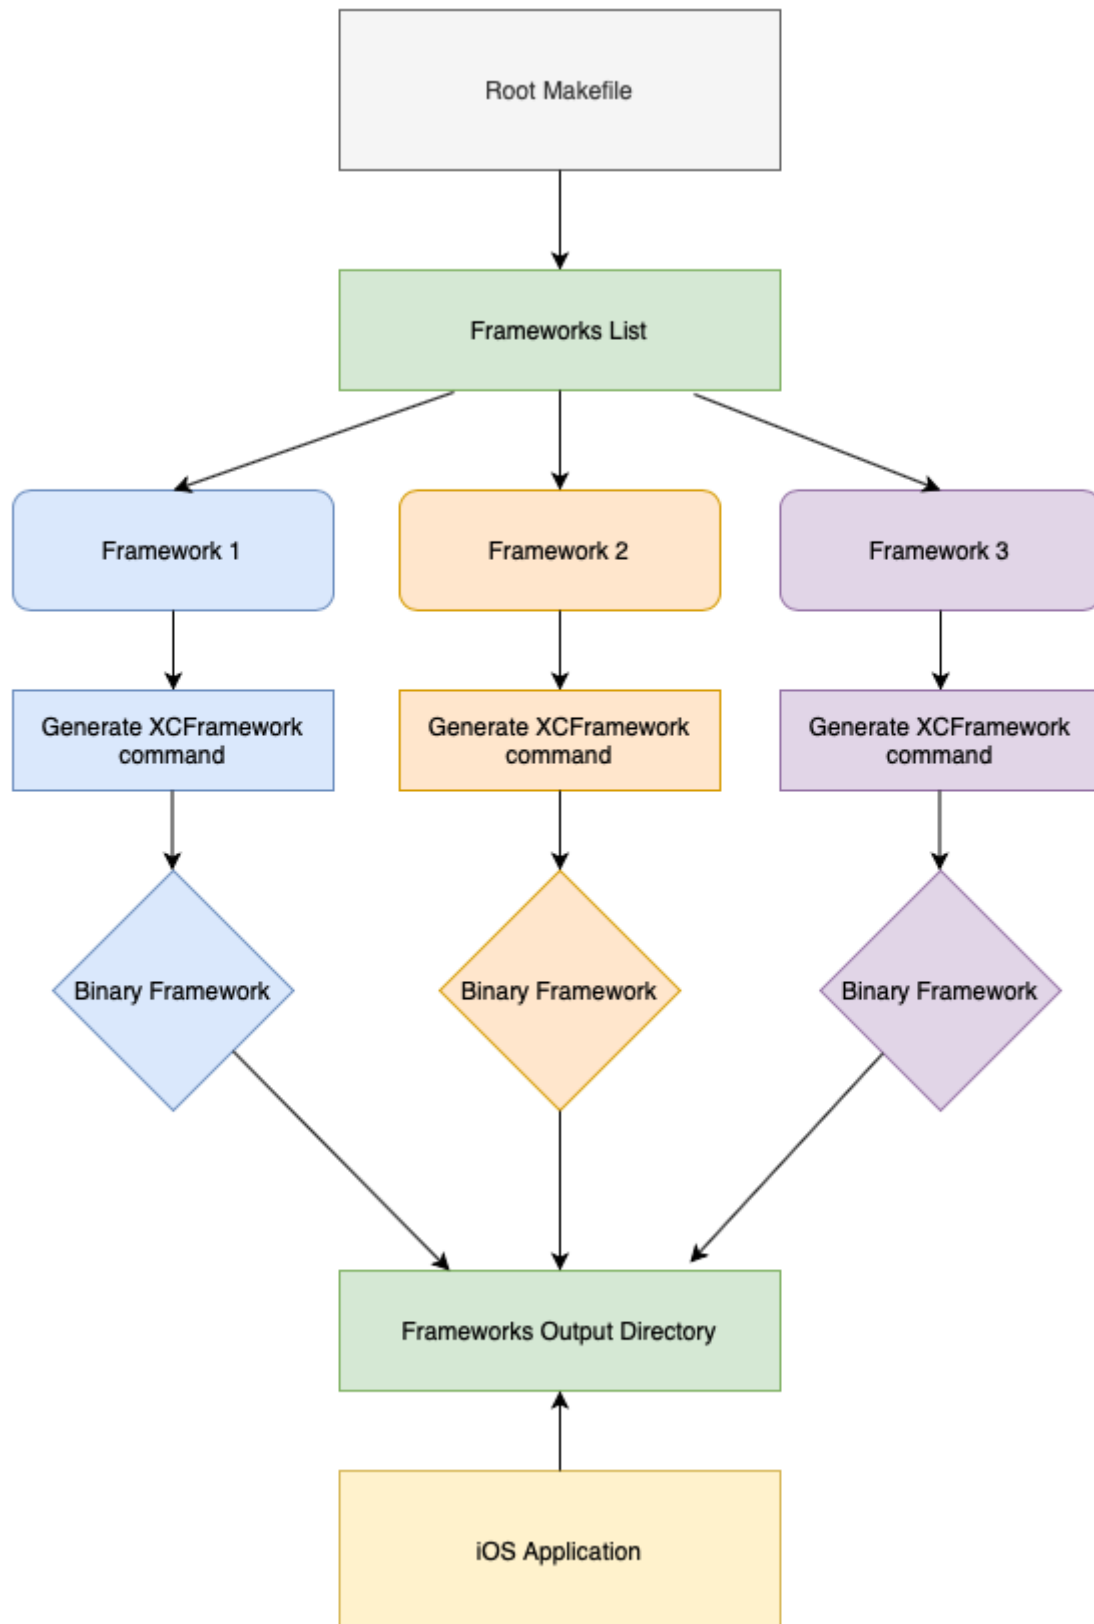 Root Makefile
Frameworks List
Framework 1
Framework 2
Framework 3
Generate XCFramework
command
Generate XCFramework
command
Generate XCFramework
command
Binary Framework
Binary Framework
Binary Framework
Frameworks Output Directory
iOS Application